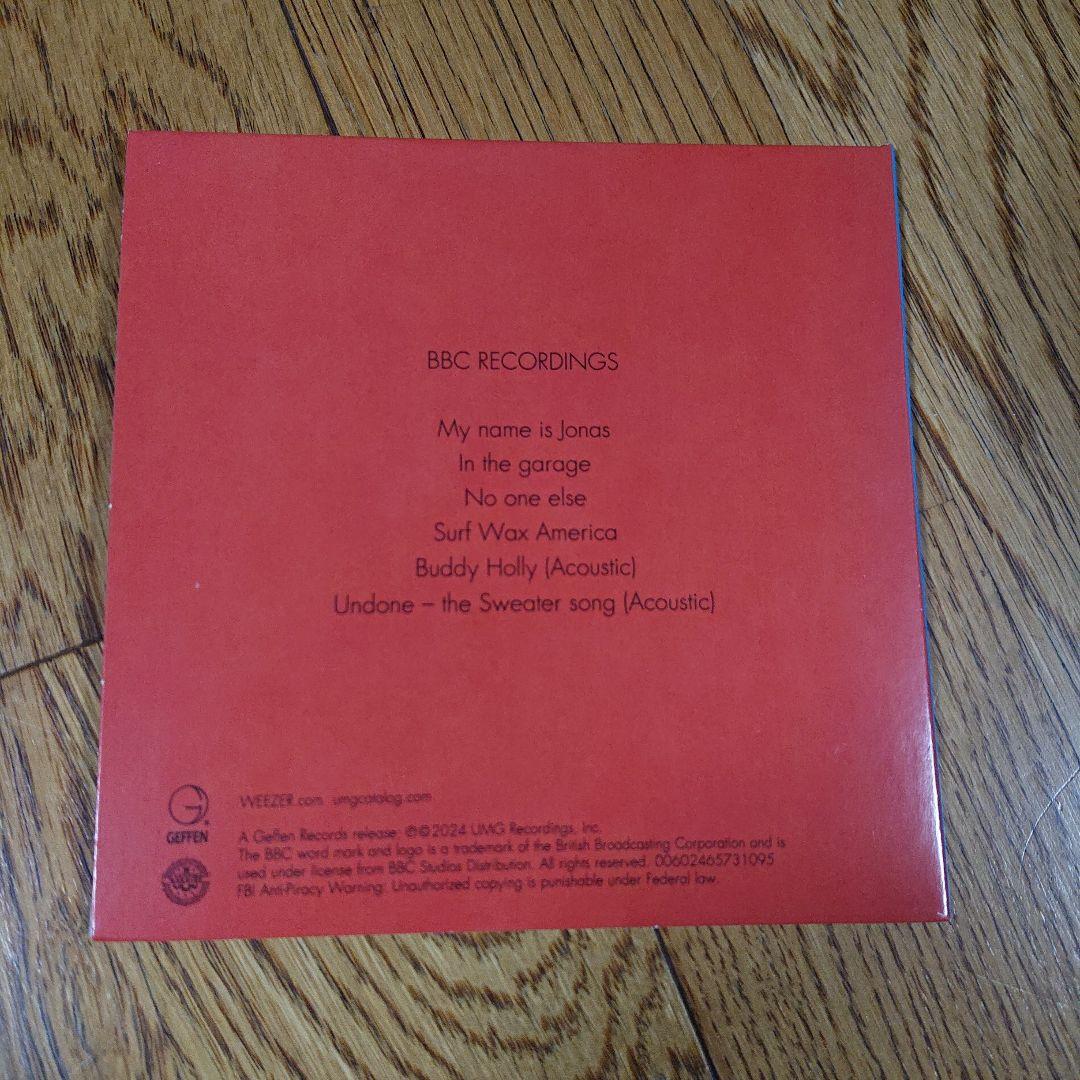 BBC RECORDINGS
My name is Jonas
In the garage
No one else
Surf Wax America
Buddy Holly (Acoustic)
Undone – the Sweater song (Acoustic)
GEFFEN
WEEZER.com umgcatalog.com
A Geffen Records release ℗©2024 UMG Recordings, Inc.
The BBC word mark and logo is a trademark of the British Broadcasting Corporation and is
used under license from BBC Studios Distribution. All rights reserved. 00602465731095
FBI Anti-Piracy Warning: Unauthorized copying is punishable under Federal law.